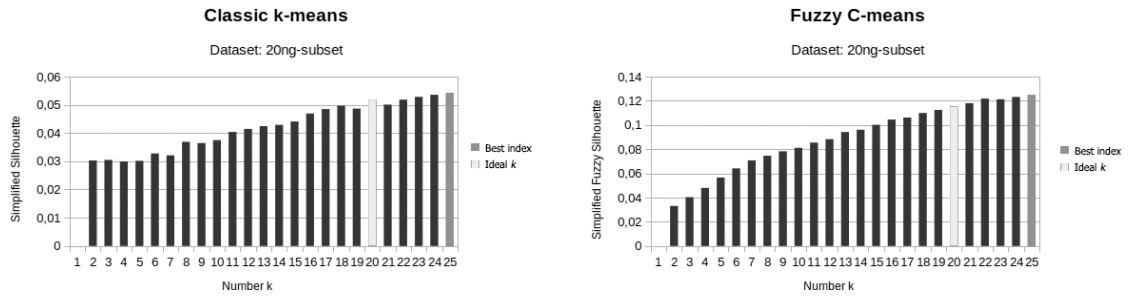 Classic k-means
Dataset: 20ng-subset
Simplified Silhouette
0,06
0,05
0,04
0,03
0,02
0,01
0
1 2 3 4 5 6 7 8 9 10 11 12 13 14 15 16 17 18 19 20 21 22 23 24 25
Number k
Best index
Ideal k
Fuzzy C-means
Dataset: 20ng-subset
Simplified Fuzzy Silhouette
0,14
0,12
0,1
0,08
0,06
0,04
0,02
0
1 2 3 4 5 6 7 8 9 10 11 12 13 14 15 16 17 18 19 20 21 22 23 24 25
Number k
Best index
Ideal k